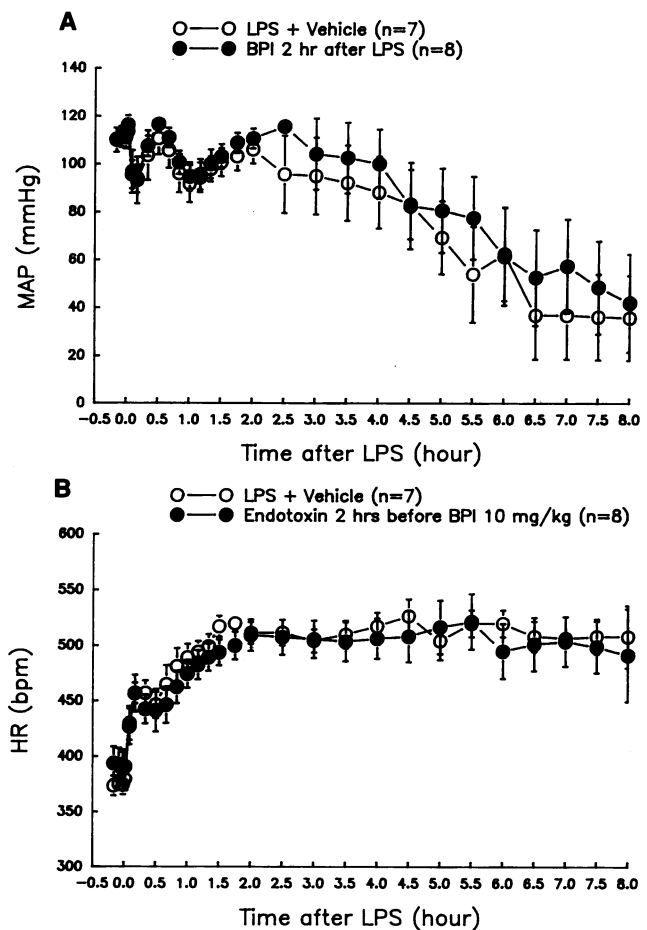 A
LPS + Vehicle (n=7)
BPI 2 hr after LPS (n=8)
140
120
100
80
60
40
20
0
MAP (mmHg)
−0.5 0.0 0.5 1.0 1.5 2.0 2.5 3.0 3.5 4.0 4.5 5.0 5.5 6.0 6.5 7.0 7.5 8.0
Time after LPS (hour)
B
LPS + Vehicle (n=7)
Endotoxin 2 hrs before BPI 10 mg/kg (n=8)
600
550
500
450
400
350
300
HR (bpm)
−0.5 0.0 0.5 1.0 1.5 2.0 2.5 3.0 3.5 4.0 4.5 5.0 5.5 6.0 6.5 7.0 7.5 8.0
Time after LPS (hour)